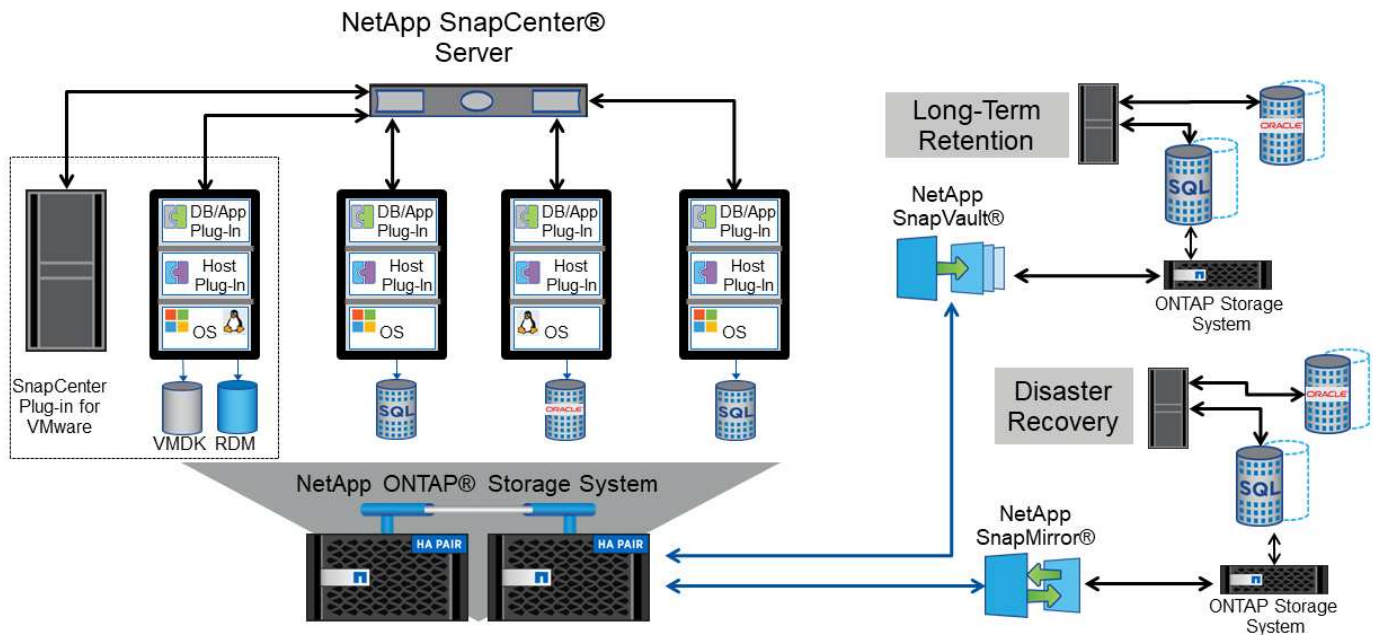 NetApp SnapCenter®
Server
Long-Term
Retention
ORACLE
SQL
NetApp
SnapVault®
ONTAP Storage
System
DB/App
Plug-In
Host
Plug-In
OS
DB/App
Plug-In
Host
Plug-In
OS
DB/App
Plug-In
Host
Plug-In
OS
DB/App
Plug-In
Host
Plug-In
OS
SnapCenter
Plug-in for
VMware
VMDK
RDM
SQL
ORACLE
SQL
Disaster
Recovery
ORACLE
SQL
NetApp ONTAP® Storage System
HA PAIR
HA PAIR
NetApp
SnapMirror®
ONTAP Storage
System